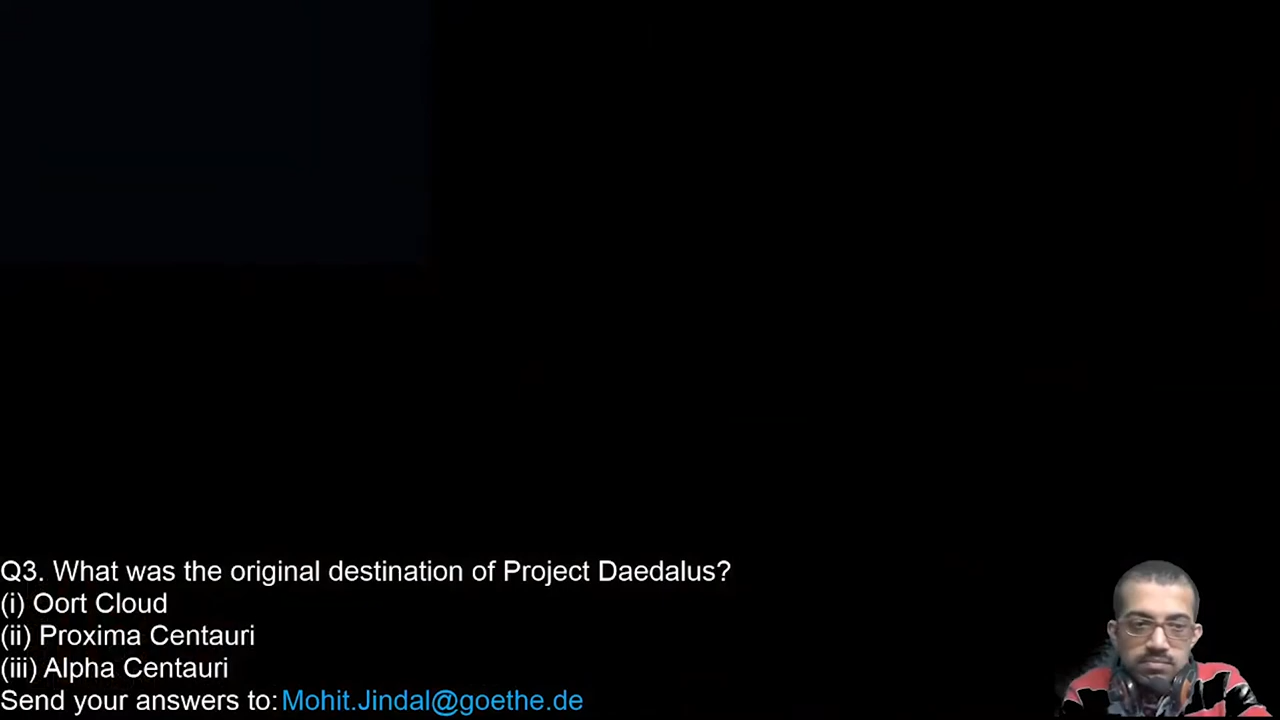 Q3. What was the original destination of Project Daedalus?
(i) Oort Cloud
(ii) Proxima Centauri
(iii) Alpha Centauri
Send your answers to: Mohit.Jindal@goethe.de